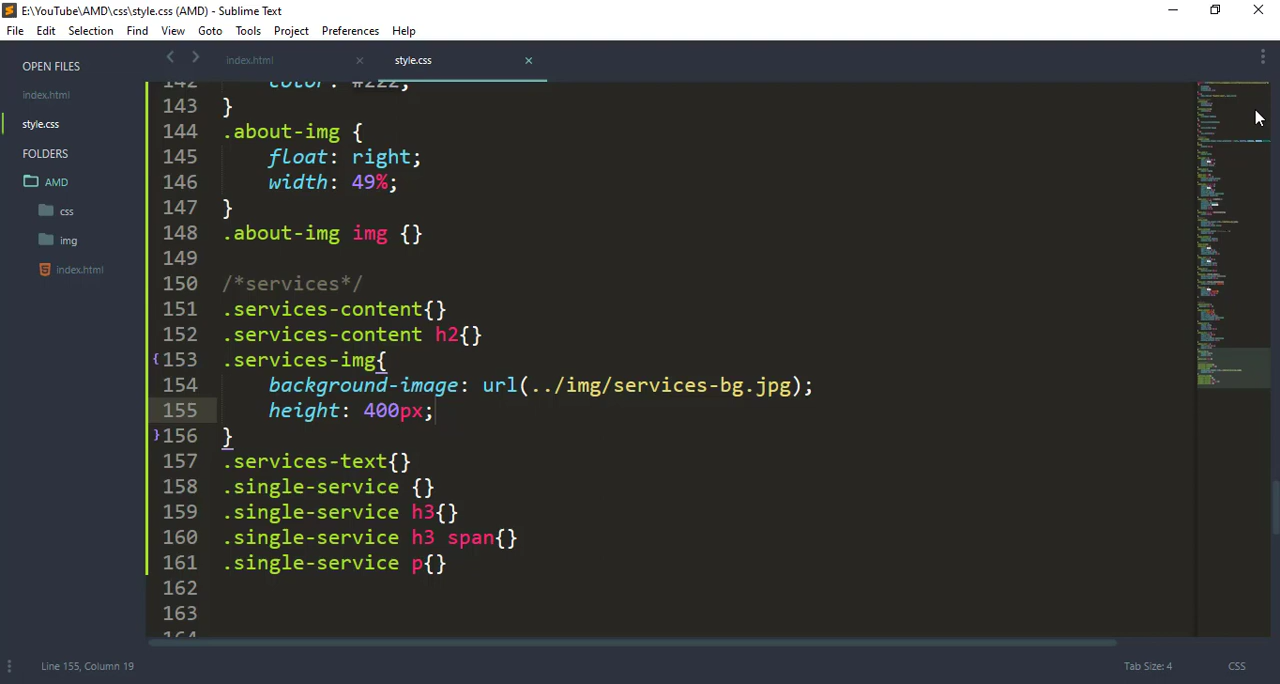 E:\YouTube\AMD\css\style.css (AMD) - Sublime Text
File Edit Selection Find View Goto Tools Project Preferences Help
OPEN FILES
index.html
style.css
FOLDERS
AMD
css
img
index.html
index.html
style.css
142 color: #222;
143 }
144 .about-img {
145 float: right;
146 width: 49%;
147 }
148 .about-img img {}
149
150 /*services*/
151 .services-content{}
152 .services-content h2{}
153 .services-img{
154 background-image: url(../img/services-bg.jpg);
155 height: 400px;
156 }
157 .services-text{}
158 .single-service {}
159 .single-service h3{}
160 .single-service h3 span{}
161 .single-service p{}
162
163
164
Line 155, Column 19
Tab Size: 4
CSS